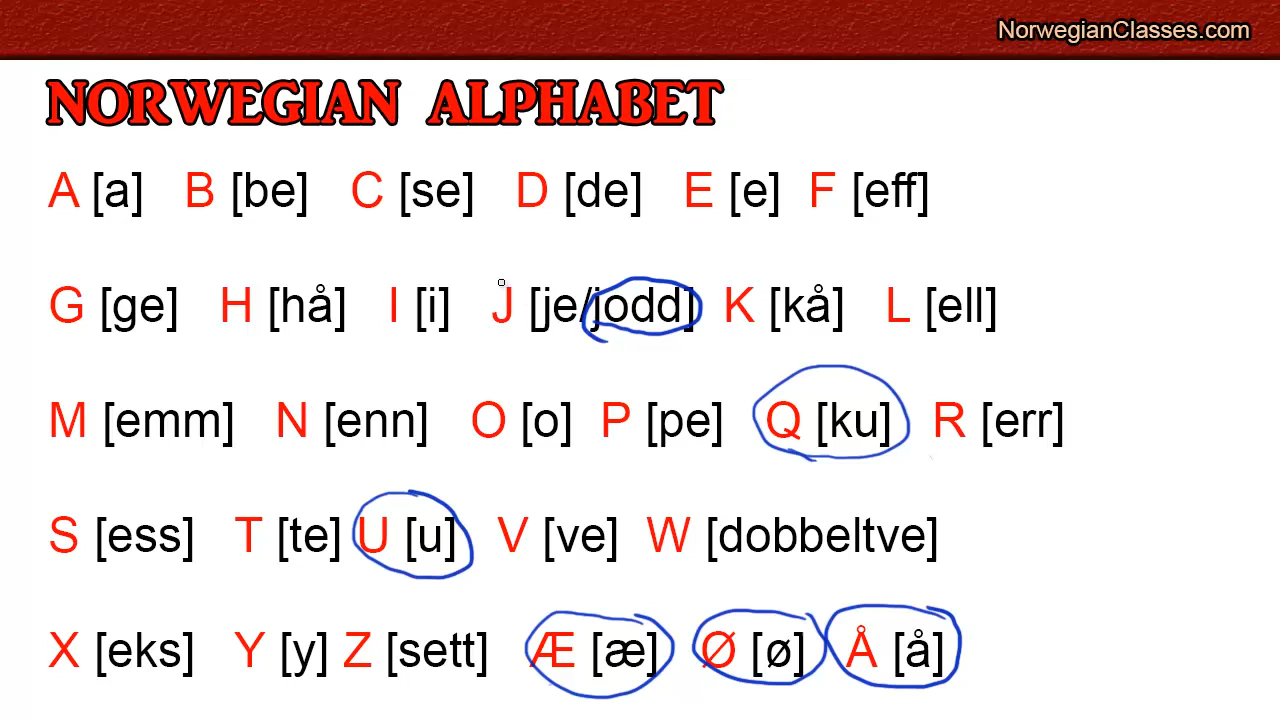 NorwegianClasses.com
NORWEGIAN ALPHABET
A [a] B [be] C [se] D [de] E [e] F [eff]
G [ge] H [hå] I [i] J [je/jodd] K [kå] L [ell]
M [emm] N [enn] O [o] P [pe] Q [ku] R [err]
S [ess] T [te] U [u] V [ve] W [dobbeltve]
X [eks] Y [y] Z [sett] Æ [æ] Ø [ø] Å [å]